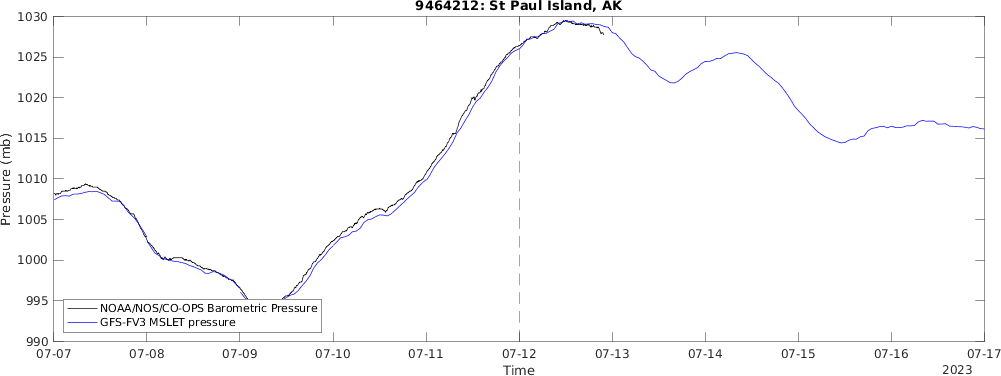 9464212: St Paul Island, AK
1030
1025
1020
1015
1010
1005
1000
995
990
Pressure (mb)
NOAA/NOS/CO-OPS Barometric Pressure
GFS-FV3 MSLET pressure
07-07 07-08 07-09 07-10 07-11 07-12 07-13 07-14 07-15 07-16 07-17
Time
2023